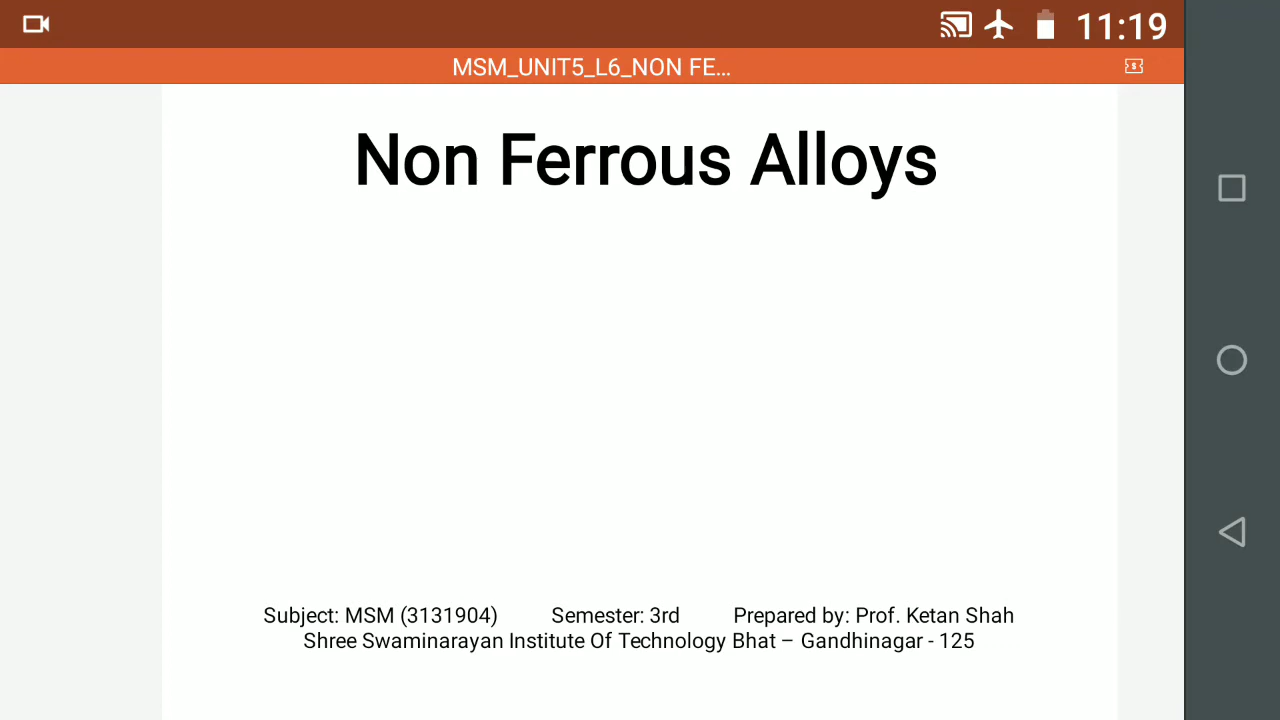 11:19
MSM_UNIT5_L6_NON FE...
Non Ferrous Alloys
Subject: MSM (3131904) Semester: 3rd Prepared by: Prof. Ketan Shah
Shree Swaminarayan Institute Of Technology Bhat – Gandhinagar - 125